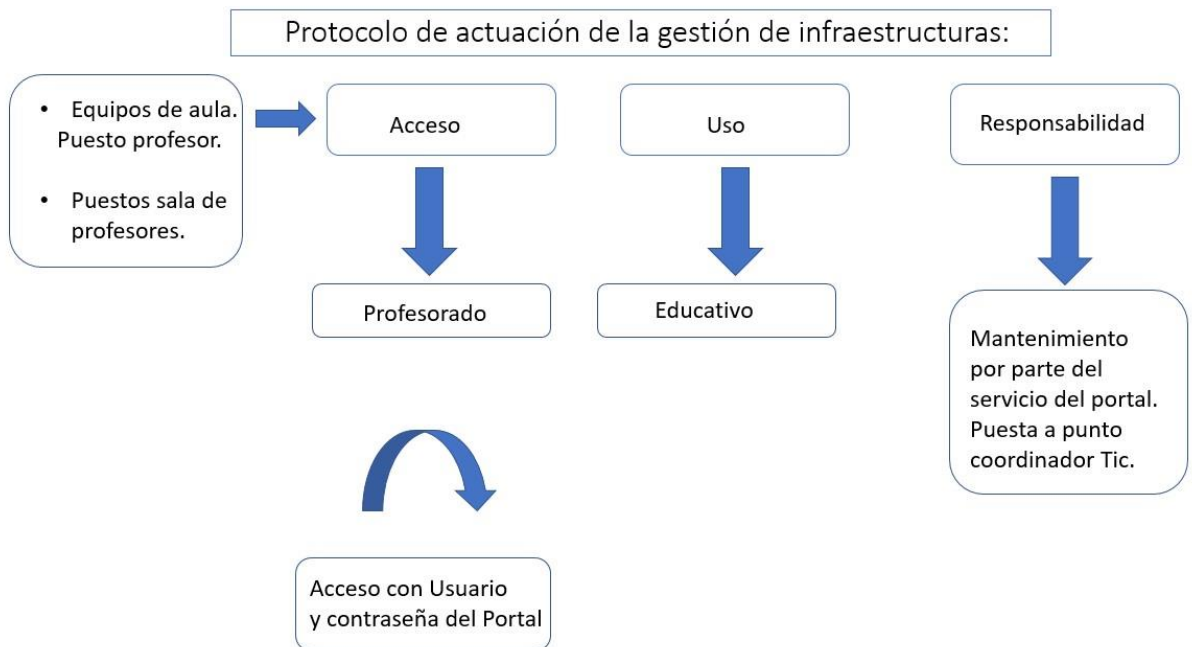 Protocolo de actuación de la gestión de infraestructuras:
• Equipos de aula.
Puesto profesor.
• Puestos sala de
profesores.
Acceso
Uso
Responsabilidad
Profesorado
Educativo
Mantenimiento
por parte del
servicio del portal.
Puesta a punto
coordinador Tic.
Acceso con Usuario
y contraseña del Portal